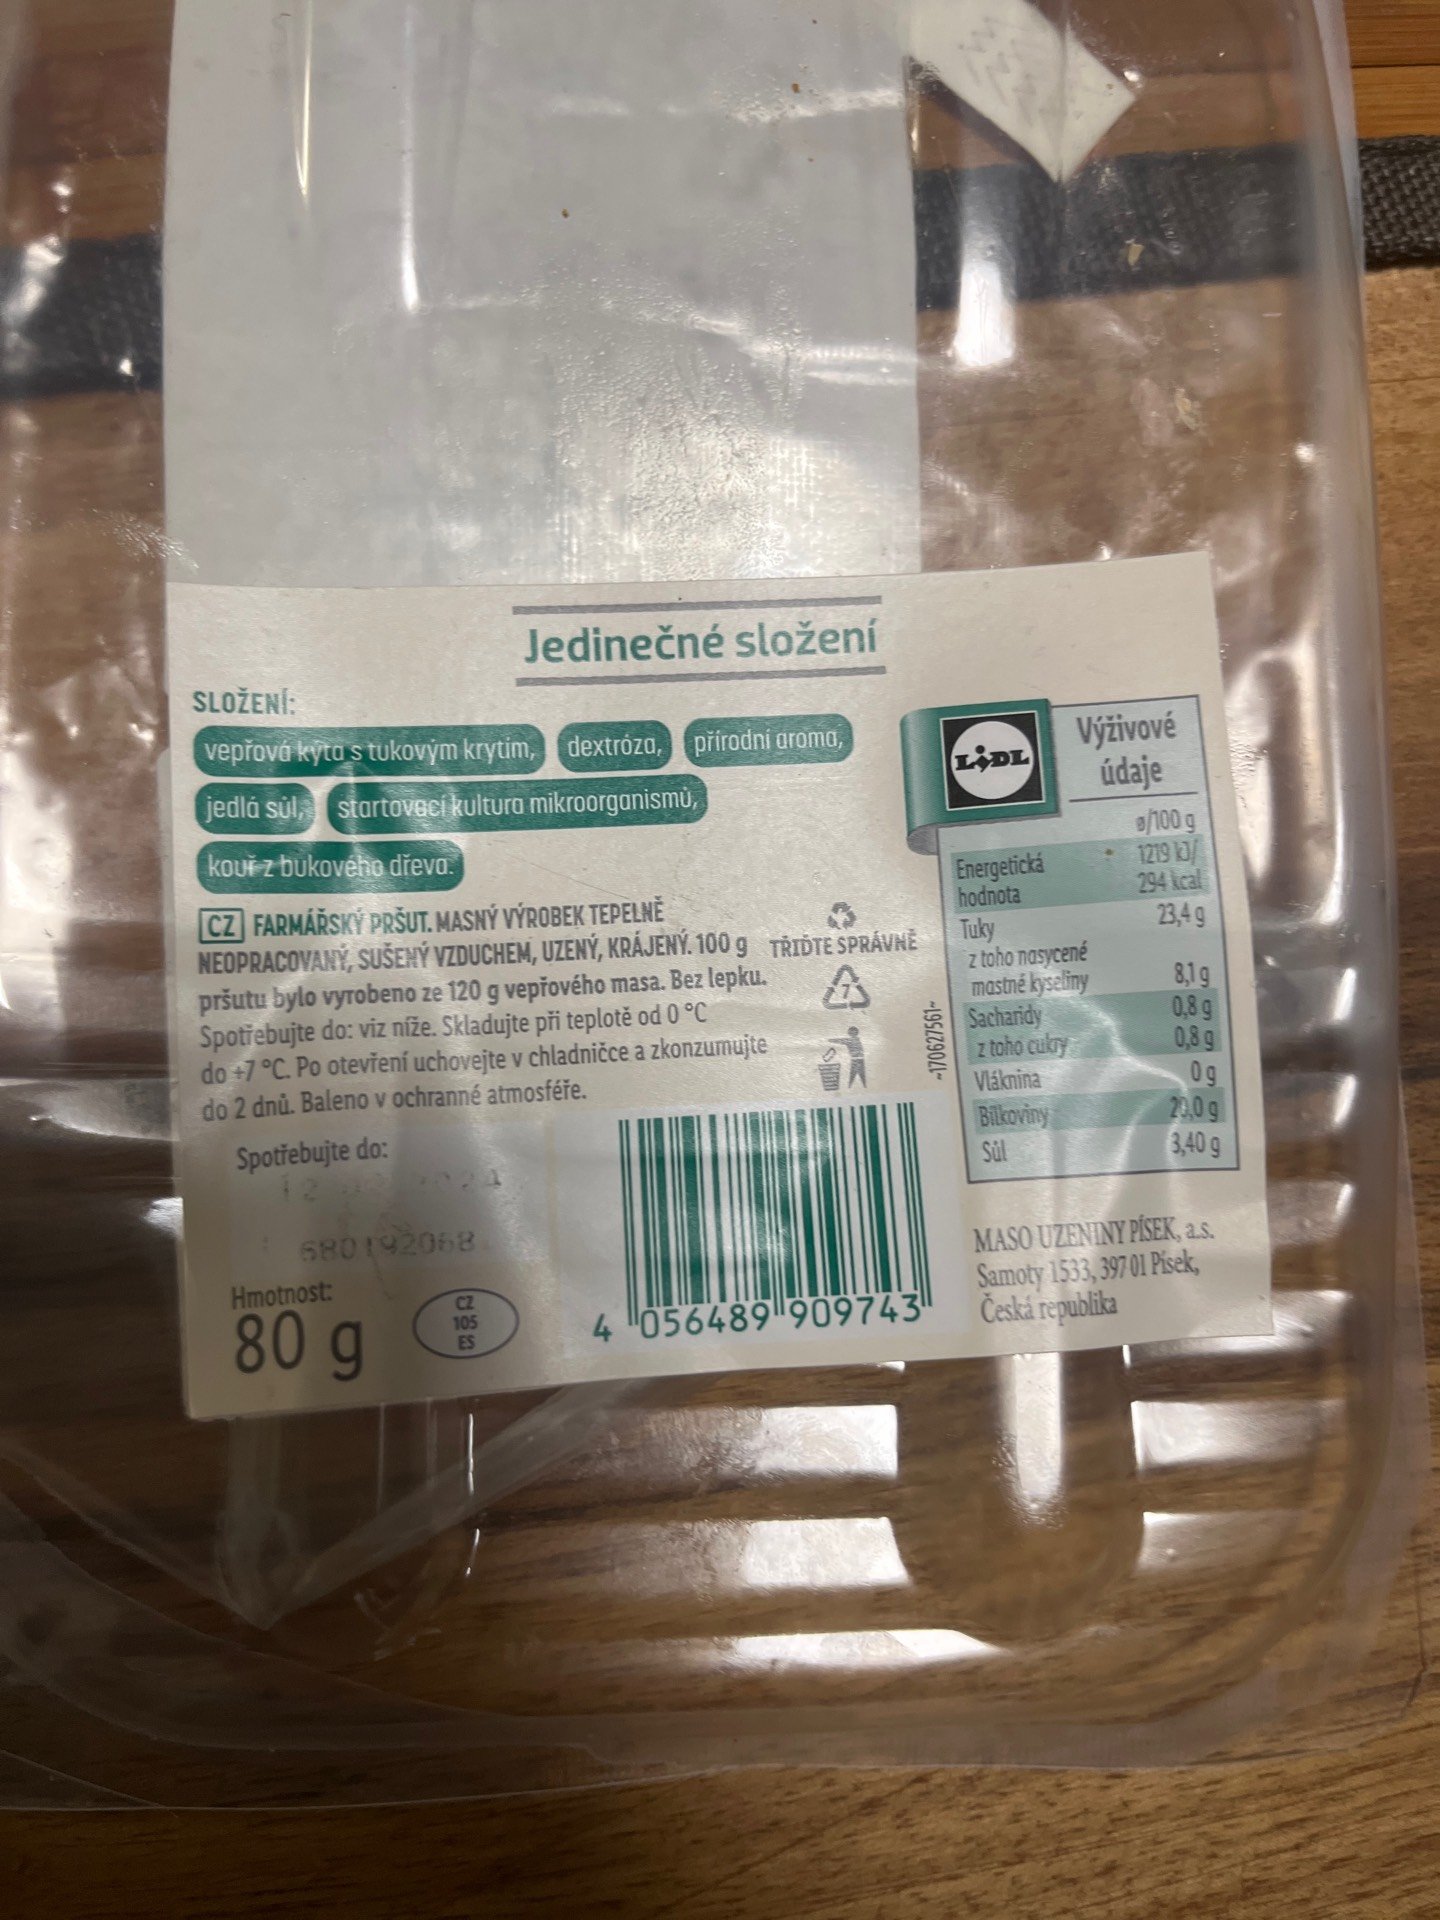 Jedinečné složení
SLOŽENÍ:
vepřová kýta s tukovým krytím, dextróza, přírodní aroma,
jedlá sůl, startovací kultura mikroorganismů,
kouř z bukového dřeva.
CZ FARMÁŘSKÝ PRŠUT. MASNÝ VÝROBEK TEPELNĚ
NEOPRACOVANÝ, SUŠENÝ VZDUCHEM, UZENÝ, KRÁJENÝ. 100 g
pršutu bylo vyrobeno ze 120 g vepřového masa. Bez lepku.
Spotřebujte do: viz níže. Skladujte při teplotě od 0 °C
do +7 °C. Po otevření uchovejte v chladničce a zkonzumujte
do 2 dnů. Baleno v ochranné atmosféře.
TŘIĎTE SPRÁVNĚ
7
Spotřebujte do:
680192068
Hmotnost:
80 g
CZ
105
ES
4 056489 909743
~170627561~
LIDL
Výživové
údaje
ø/100 g
Energetická 1219 kJ/
hodnota 294 kcal
Tuky 23,4 g
z toho nasycené
mastné kyseliny 8,1 g
Sacharidy 0,8 g
z toho cukry 0,8 g
Vláknina 0 g
Bílkoviny 20,0 g
Sůl 3,40 g
MASO UZENINY PÍSEK, a.s.
Samoty 1533, 397 01 Písek,
Česká republika